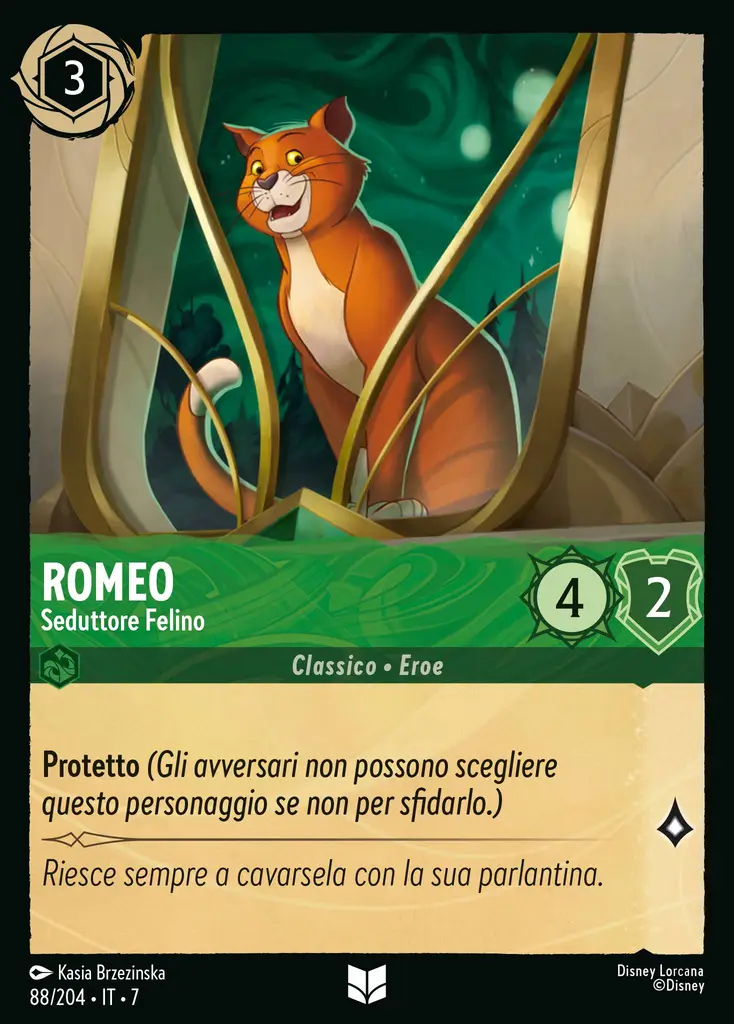 3
ROMEO
Seduttore Felino
4
2
Classico • Eroe
Protetto (Gli avversari non possono scegliere
questo personaggio se non per sfidarlo.)
Riesce sempre a cavarsela con la sua parlantina.
Kasia Brzezinska
88/204 • IT • 7
Disney Lorcana
©Disney